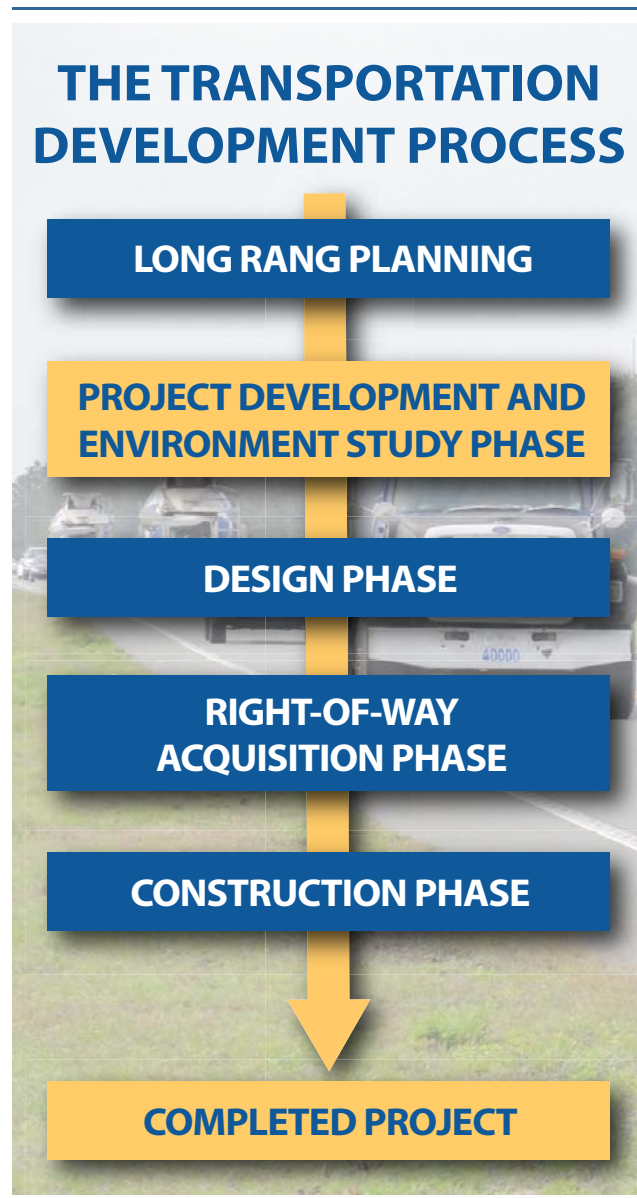 THE TRANSPORTATION
DEVELOPMENT PROCESS
LONG RANG PLANNING
PROJECT DEVELOPMENT AND
ENVIRONMENT STUDY PHASE
DESIGN PHASE
40000
RIGHT-OF-WAY
ACQUISITION PHASE
CONSTRUCTION PHASE
COMPLETED PROJECT